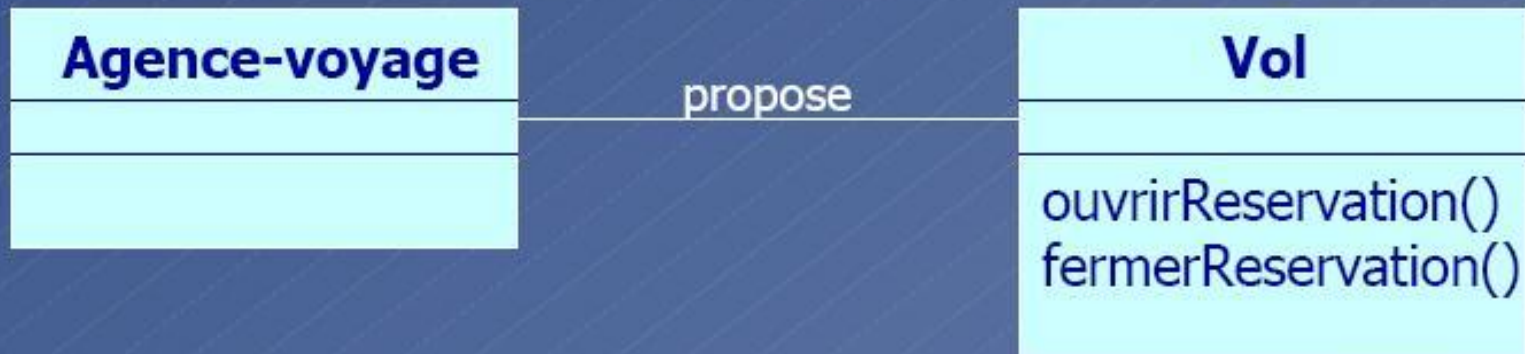 Agence-voyage
propose
Vol
ouvrirReservation()
fermerReservation()